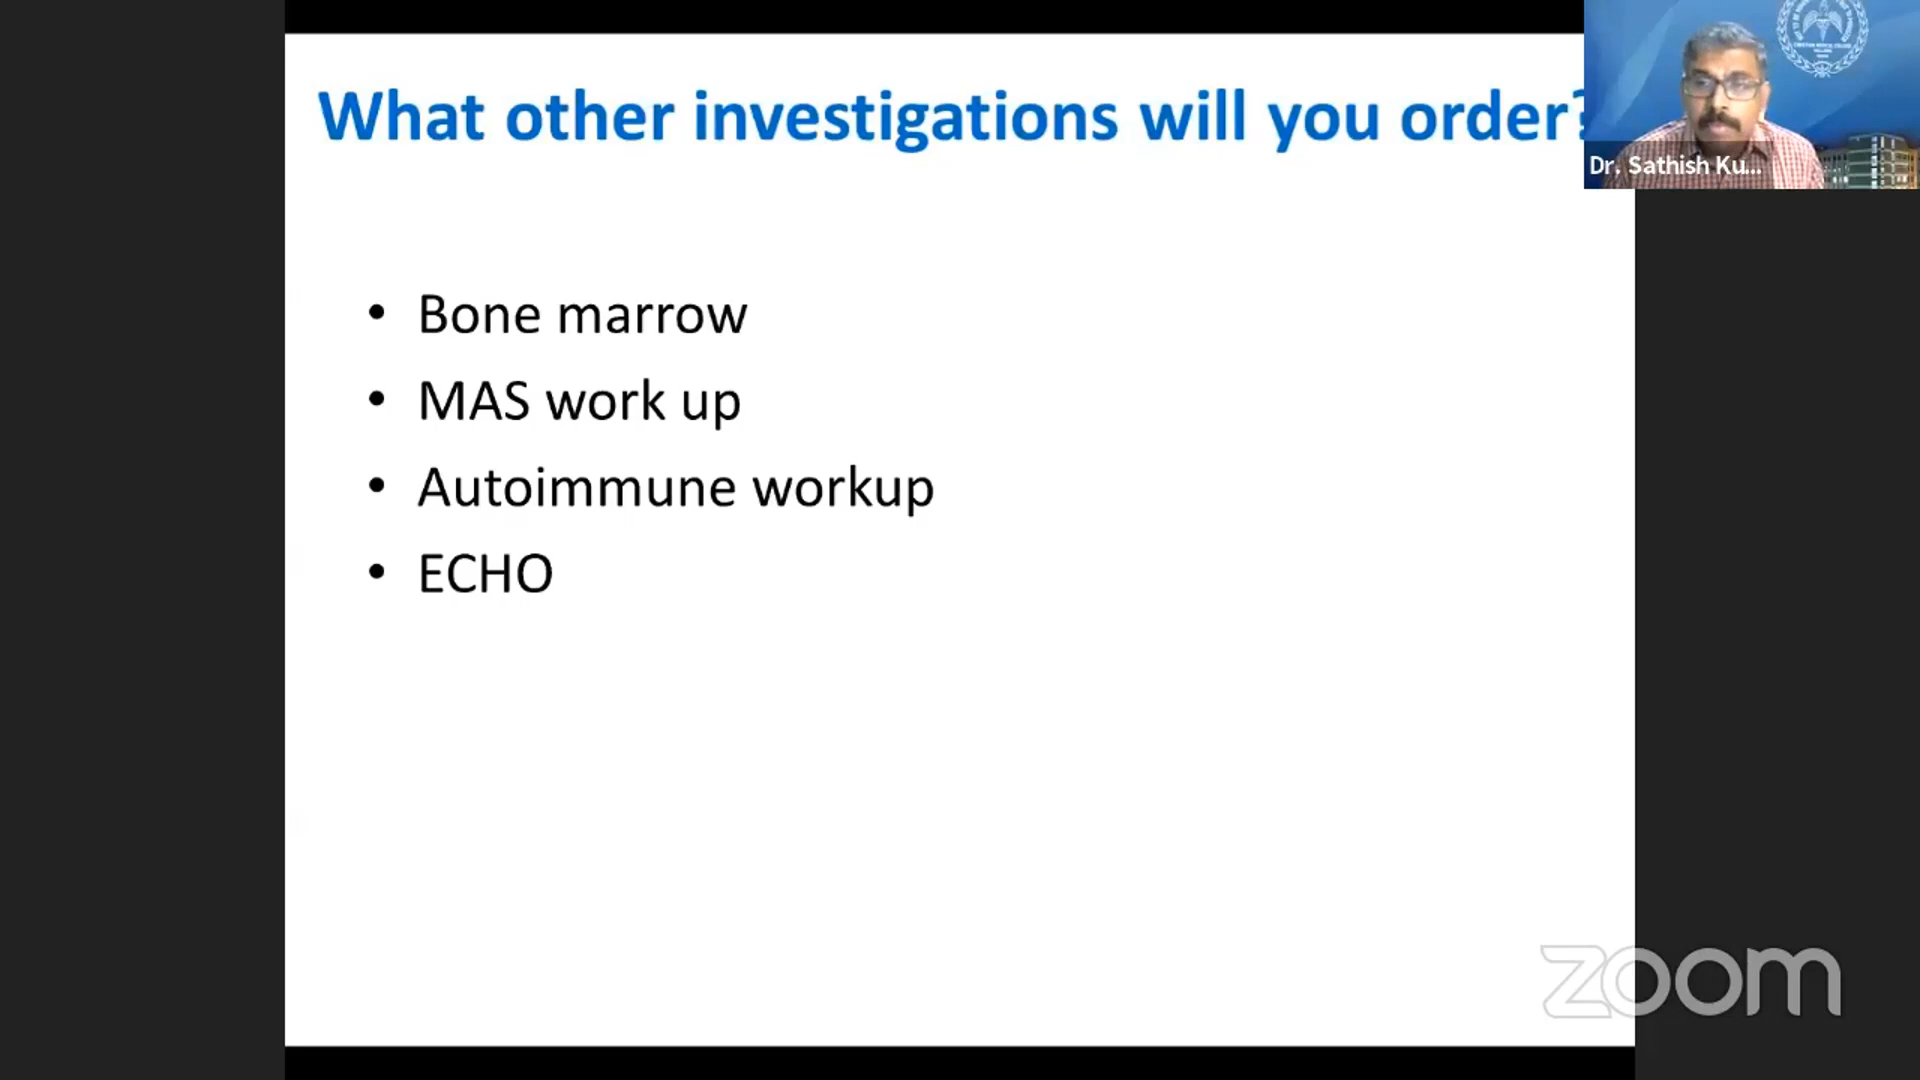 What other investigations will you order?
Dr. Sathish Ku...
• Bone marrow
• MAS work up
• Autoimmune workup
• ECHO
zoom